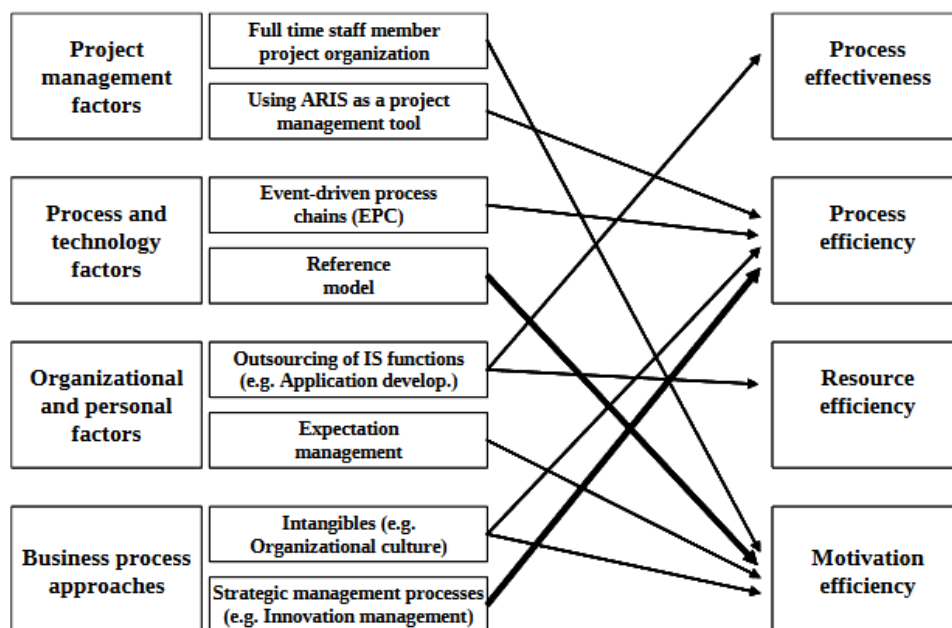 Project
management
factors
Full time staff member
project organization
Using ARIS as a project
management tool
Process and
technology
factors
Event-driven process
chains (EPC)
Reference
model
Organizational
and personal
factors
Outsourcing of IS functions
(e.g. Application develop.)
Expectation
management
Business process
approaches
Intangibles (e.g.
Organizational culture)
Strategic management processes
(e.g. Innovation management)
Process
effectiveness
Process
efficiency
Resource
efficiency
Motivation
efficiency